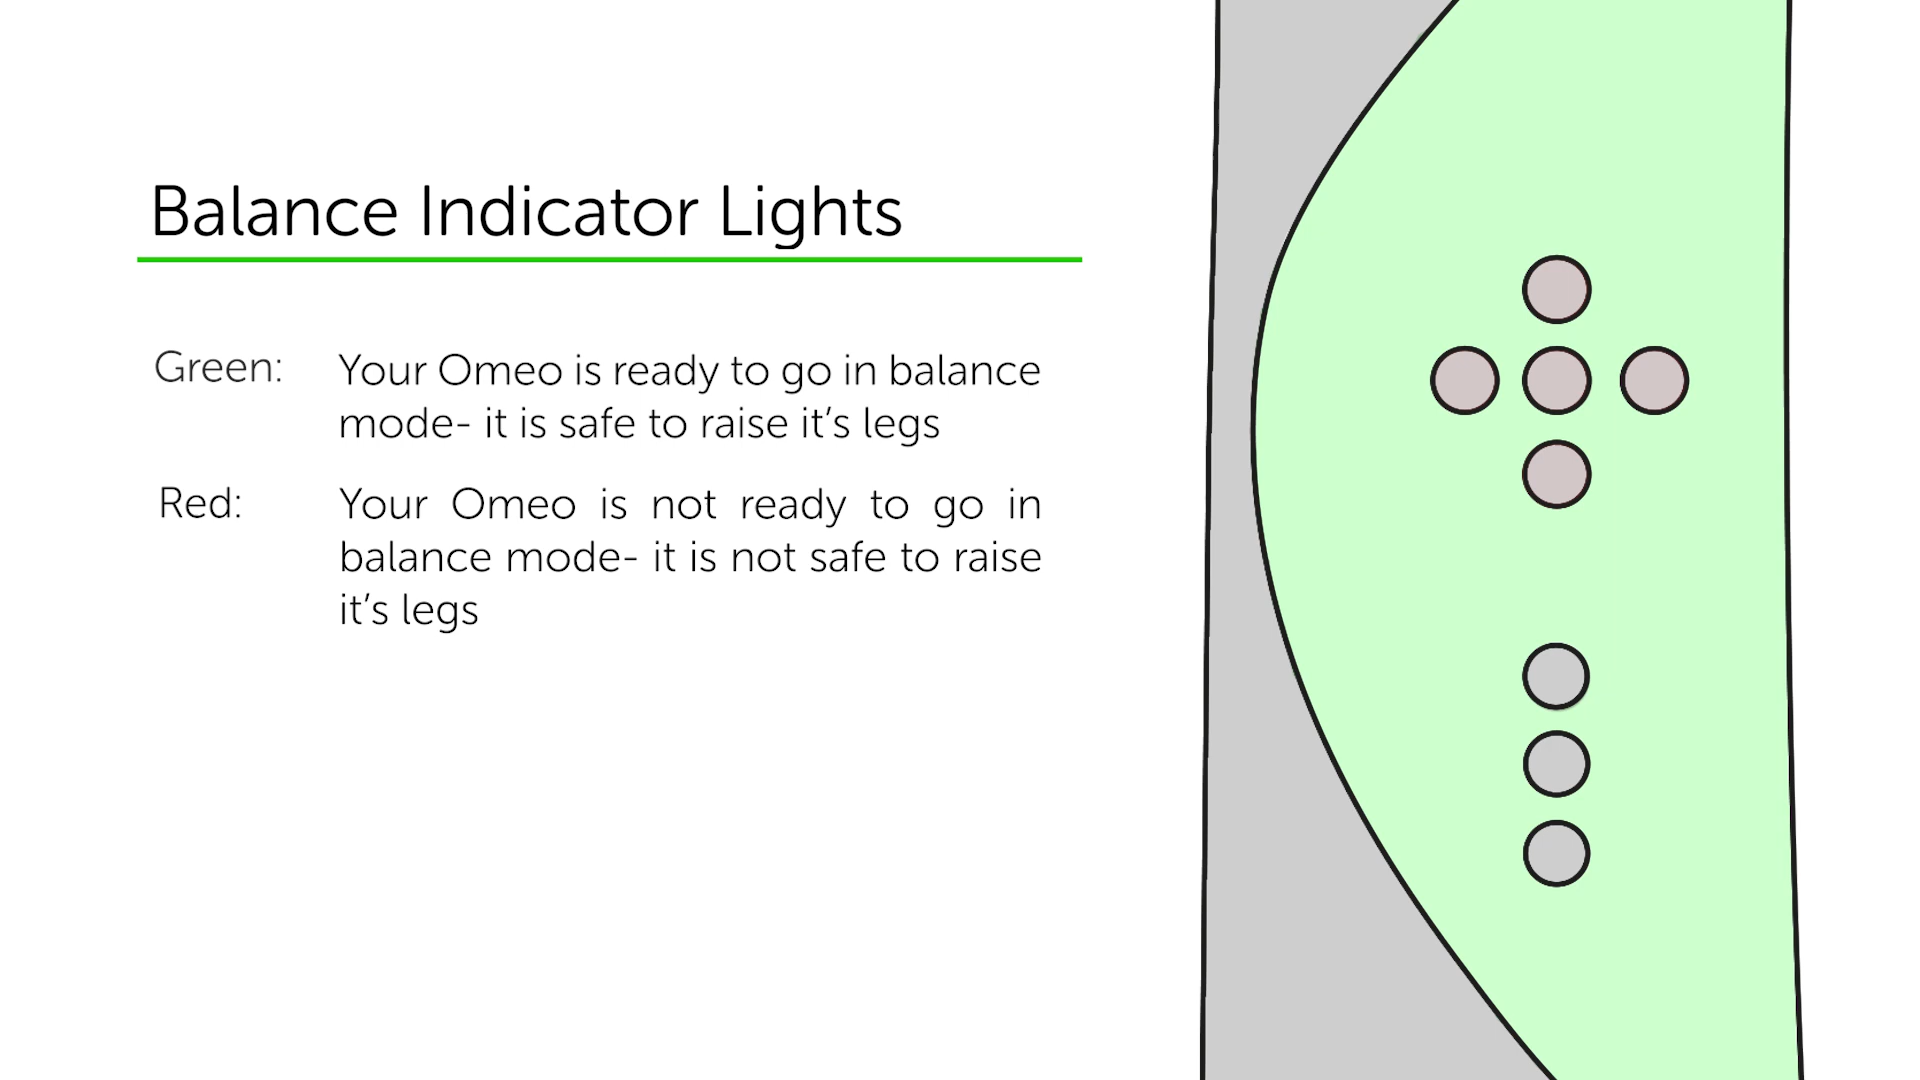 Balance Indicator Lights
Green: Your Omeo is ready to go in balance
mode- it is safe to raise it’s legs
Red: Your Omeo is not ready to go in
balance mode- it is not safe to raise
it’s legs